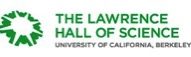 THE LAWRENCE
HALL OF SCIENCE
UNIVERSITY OF CALIFORNIA, BERKELEY